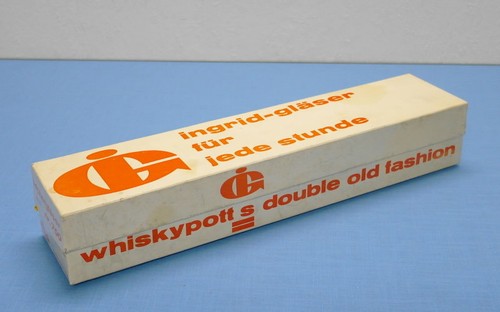 ingrid-gläser
für
jede stunde
whiskypott s double old fashion